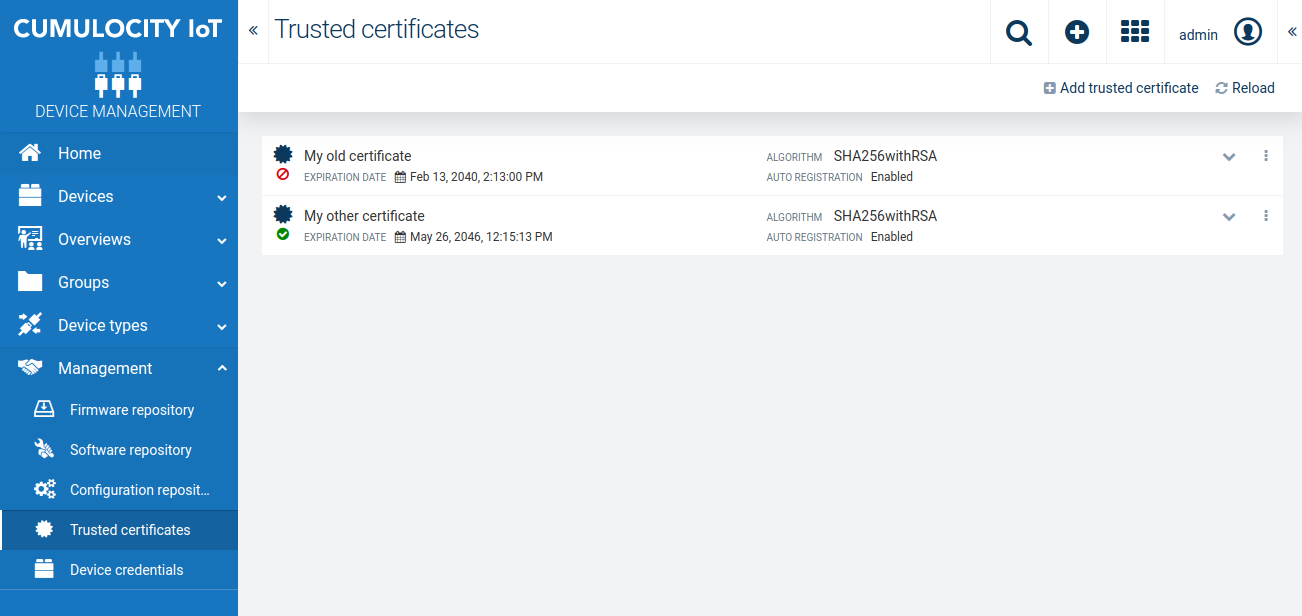 CUMULOCITY IoT
DEVICE MANAGEMENT
Home
Devices
Overviews
Groups
Device types
Management
Firmware repository
Software repository
Configuration reposit...
Trusted certificates
Device credentials
« Trusted certificates
admin «
Add trusted certificate Reload
My old certificate ALGORITHM SHA256withRSA
EXPIRATION DATE Feb 13, 2040, 2:13:00 PM AUTO REGISTRATION Enabled
My other certificate ALGORITHM SHA256withRSA
EXPIRATION DATE May 26, 2046, 12:15:13 PM AUTO REGISTRATION Enabled